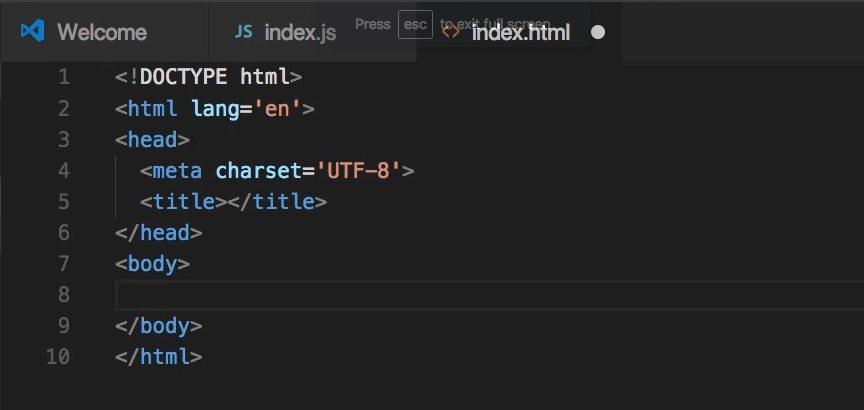 Welcome
JS index.js
Press esc to exit full screen
<> index.html
1 <!DOCTYPE html>
2 <html lang='en'>
3 <head>
4   <meta charset='UTF-8'>
5   <title></title>
6 </head>
7 <body>
8
9 </body>
10 </html>